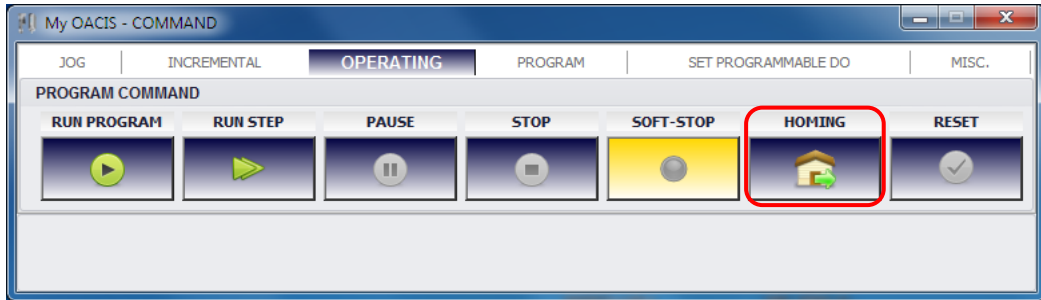 My OACIS - COMMAND
JOG INCREMENTAL OPERATING PROGRAM SET PROGRAMMABLE DO MISC.
PROGRAM COMMAND
RUN PROGRAM RUN STEP PAUSE STOP SOFT-STOP HOMING RESET